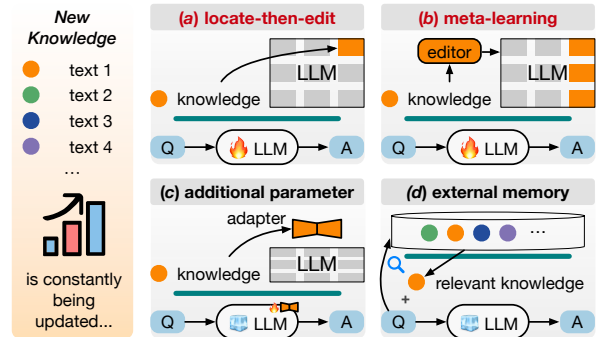 New
Knowledge
text 1
text 2
text 3
text 4
...
is constantly
being
updated...
(a) locate-then-edit
LLM
knowledge
Q
LLM
A
(b) meta-learning
editor
LLM
knowledge
Q
LLM
A
(c) additional parameter
adapter
knowledge
LLM
Q
LLM
A
(d) external memory
...
relevant knowledge
+
Q
LLM
A